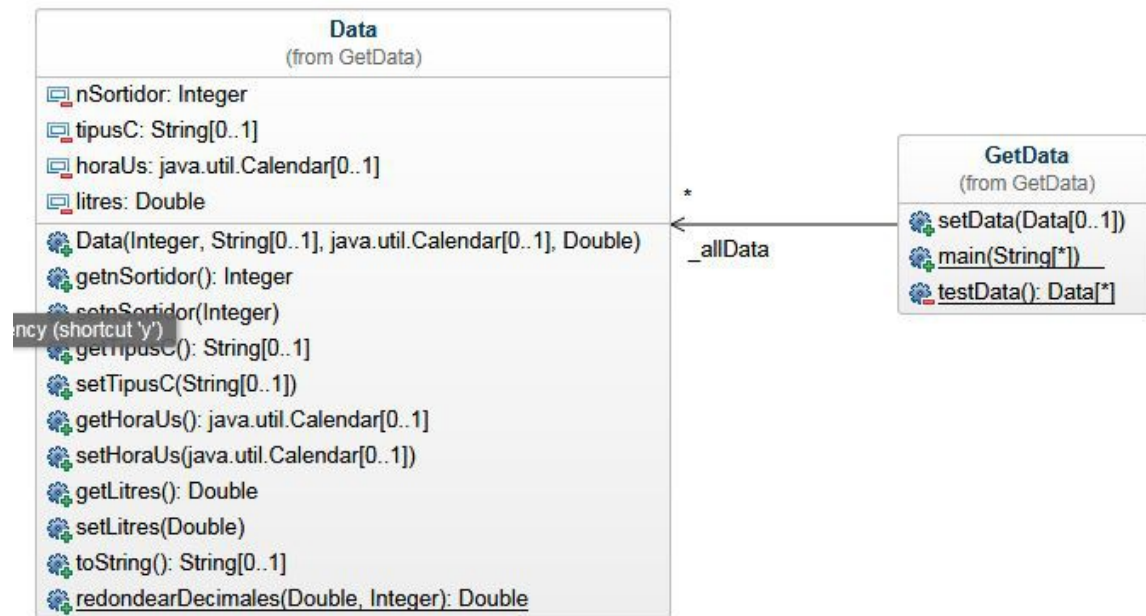 Data
(from GetData)
nSortidor: Integer
tipusC: String[0..1]
horaUs: java.util.Calendar[0..1]
litres: Double
Data(Integer, String[0..1], java.util.Calendar[0..1], Double)
getnSortidor(): Integer
setnSortidor(Integer)
ency (shortcut 'y')
getTipusC(): String[0..1]
setTipusC(String[0..1])
getHoraUs(): java.util.Calendar[0..1]
setHoraUs(java.util.Calendar[0..1])
getLitres(): Double
setLitres(Double)
toString(): String[0..1]
redondearDecimales(Double, Integer): Double
*
_allData
GetData
(from GetData)
setData(Data[0..1])
main(String[*])
testData(): Data[*]